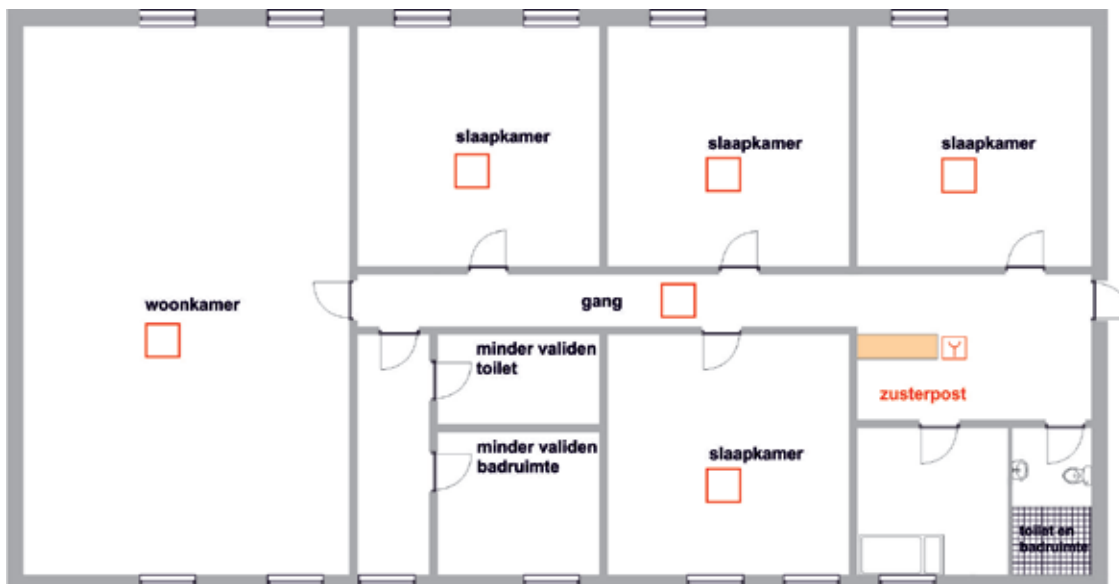 slaapkamer
slaapkamer
slaapkamer
woonkamer
gang
minder validen
toilet
zusterpost
minder validen
badruimte
slaapkamer
toilet en
badruimte